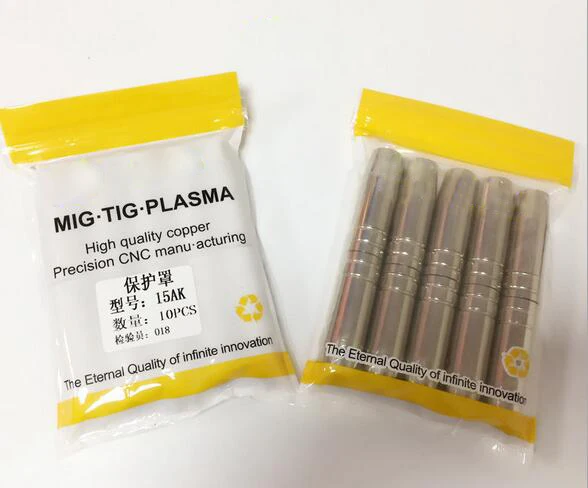 MIG·TIG·PLASMA
High quality copper
Precision CNC manu·acturing
保护罩
型号: 15AK
数量: 10PCS
检验员: 018
The Eternal Quality of infinite innovation
The Eternal Quality of infinite innovation